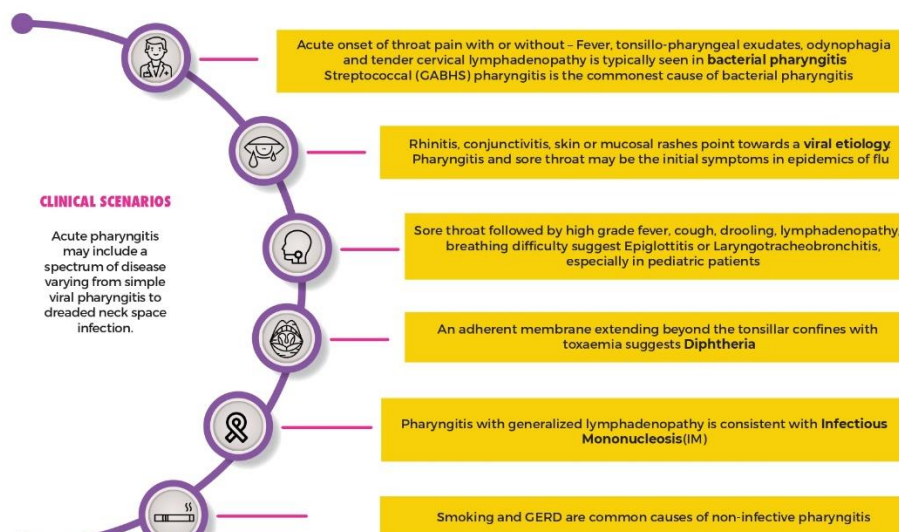 Acute onset of throat pain with or without – Fever, tonsillo-pharyngeal exudates, odynophagia
and tender cervical lymphadenopathy is typically seen in bacterial pharyngitis
Streptococcal (GABHS) pharyngitis is the commonest cause of bacterial pharyngitis
Rhinitis, conjunctivitis, skin or mucosal rashes point towards a viral etiology.
Pharyngitis and sore throat may be the initial symptoms in epidemics of flu
CLINICAL SCENARIOS
Acute pharyngitis
may include a
spectrum of disease
varying from simple
viral pharyngitis to
dreaded neck space
infection.
Sore throat followed by high grade fever, cough, drooling, lymphadenopathy,
breathing difficulty suggest Epiglottitis or Laryngotracheobronchitis,
especially in pediatric patients
An adherent membrane extending beyond the tonsillar confines with
toxaemia suggests Diphtheria
Pharyngitis with generalized lymphadenopathy is consistent with Infectious
Mononucleosis(IM)
Smoking and GERD are common causes of non-infective pharyngitis